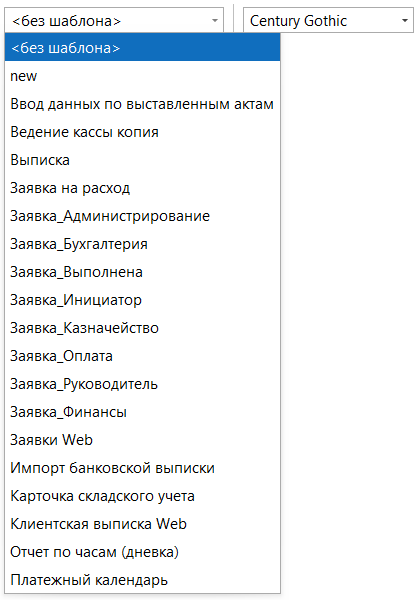 <без шаблона>
Century Gothic
<без шаблона>
new
Ввод данных по выставленным актам
Ведение кассы копия
Выписка
Заявка на расход
Заявка_Администрирование
Заявка_Бухгалтерия
Заявка_Выполнена
Заявка_Инициатор
Заявка_Казначейство
Заявка_Оплата
Заявка_Руководитель
Заявка_Финансы
Заявки Web
Импорт банковской выписки
Карточка складского учета
Клиентская выписка Web
Отчет по часам (дневка)
Платежный календарь